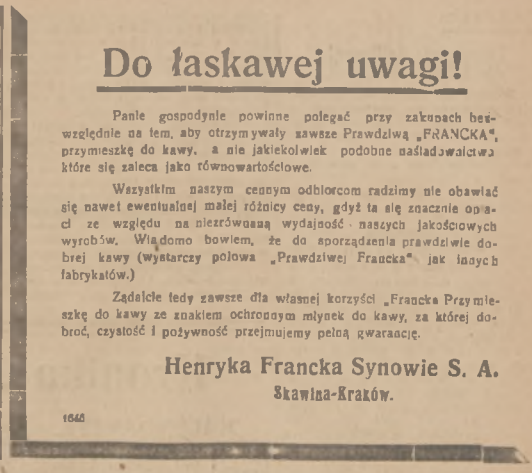 Do łaskawej uwagi!
Panie gospodynie powinne polegać przy zakupach bez-
względnie na tem, aby otrzymywały zawsze Prawdziwą „FRANCKA",
przymieszkę do kawy, a nie jakiekolwiek podobne naśladowalctwa
które się zaleca jako równowartościowe.
Wszystkim naszym cennym odbiorcom radzimy nie obawiać
się nawet ewentualnej małej różnicy ceny, gdyż ta się znacznie opła-
ci ze względu na niezrównaną wydajność naszych jakościowych
wyrobów. Wiadomo bowiem, że do sporządzenia prawdziwie do-
brej kawy (wystarczy polowa „Prawdziwej Francka" jak innych
fabrykatów.)
Żądajcie tedy zawsze dla własnej korzyści „Francka Przymie-
szkę do kawy ze znakiem ochronnym młynek do kawy, za której do-
broć, czystość i pożywność przejmujemy pełną gwarancję.
Henryka Francka Synowie S. A.
Skawina-Kraków.
1646